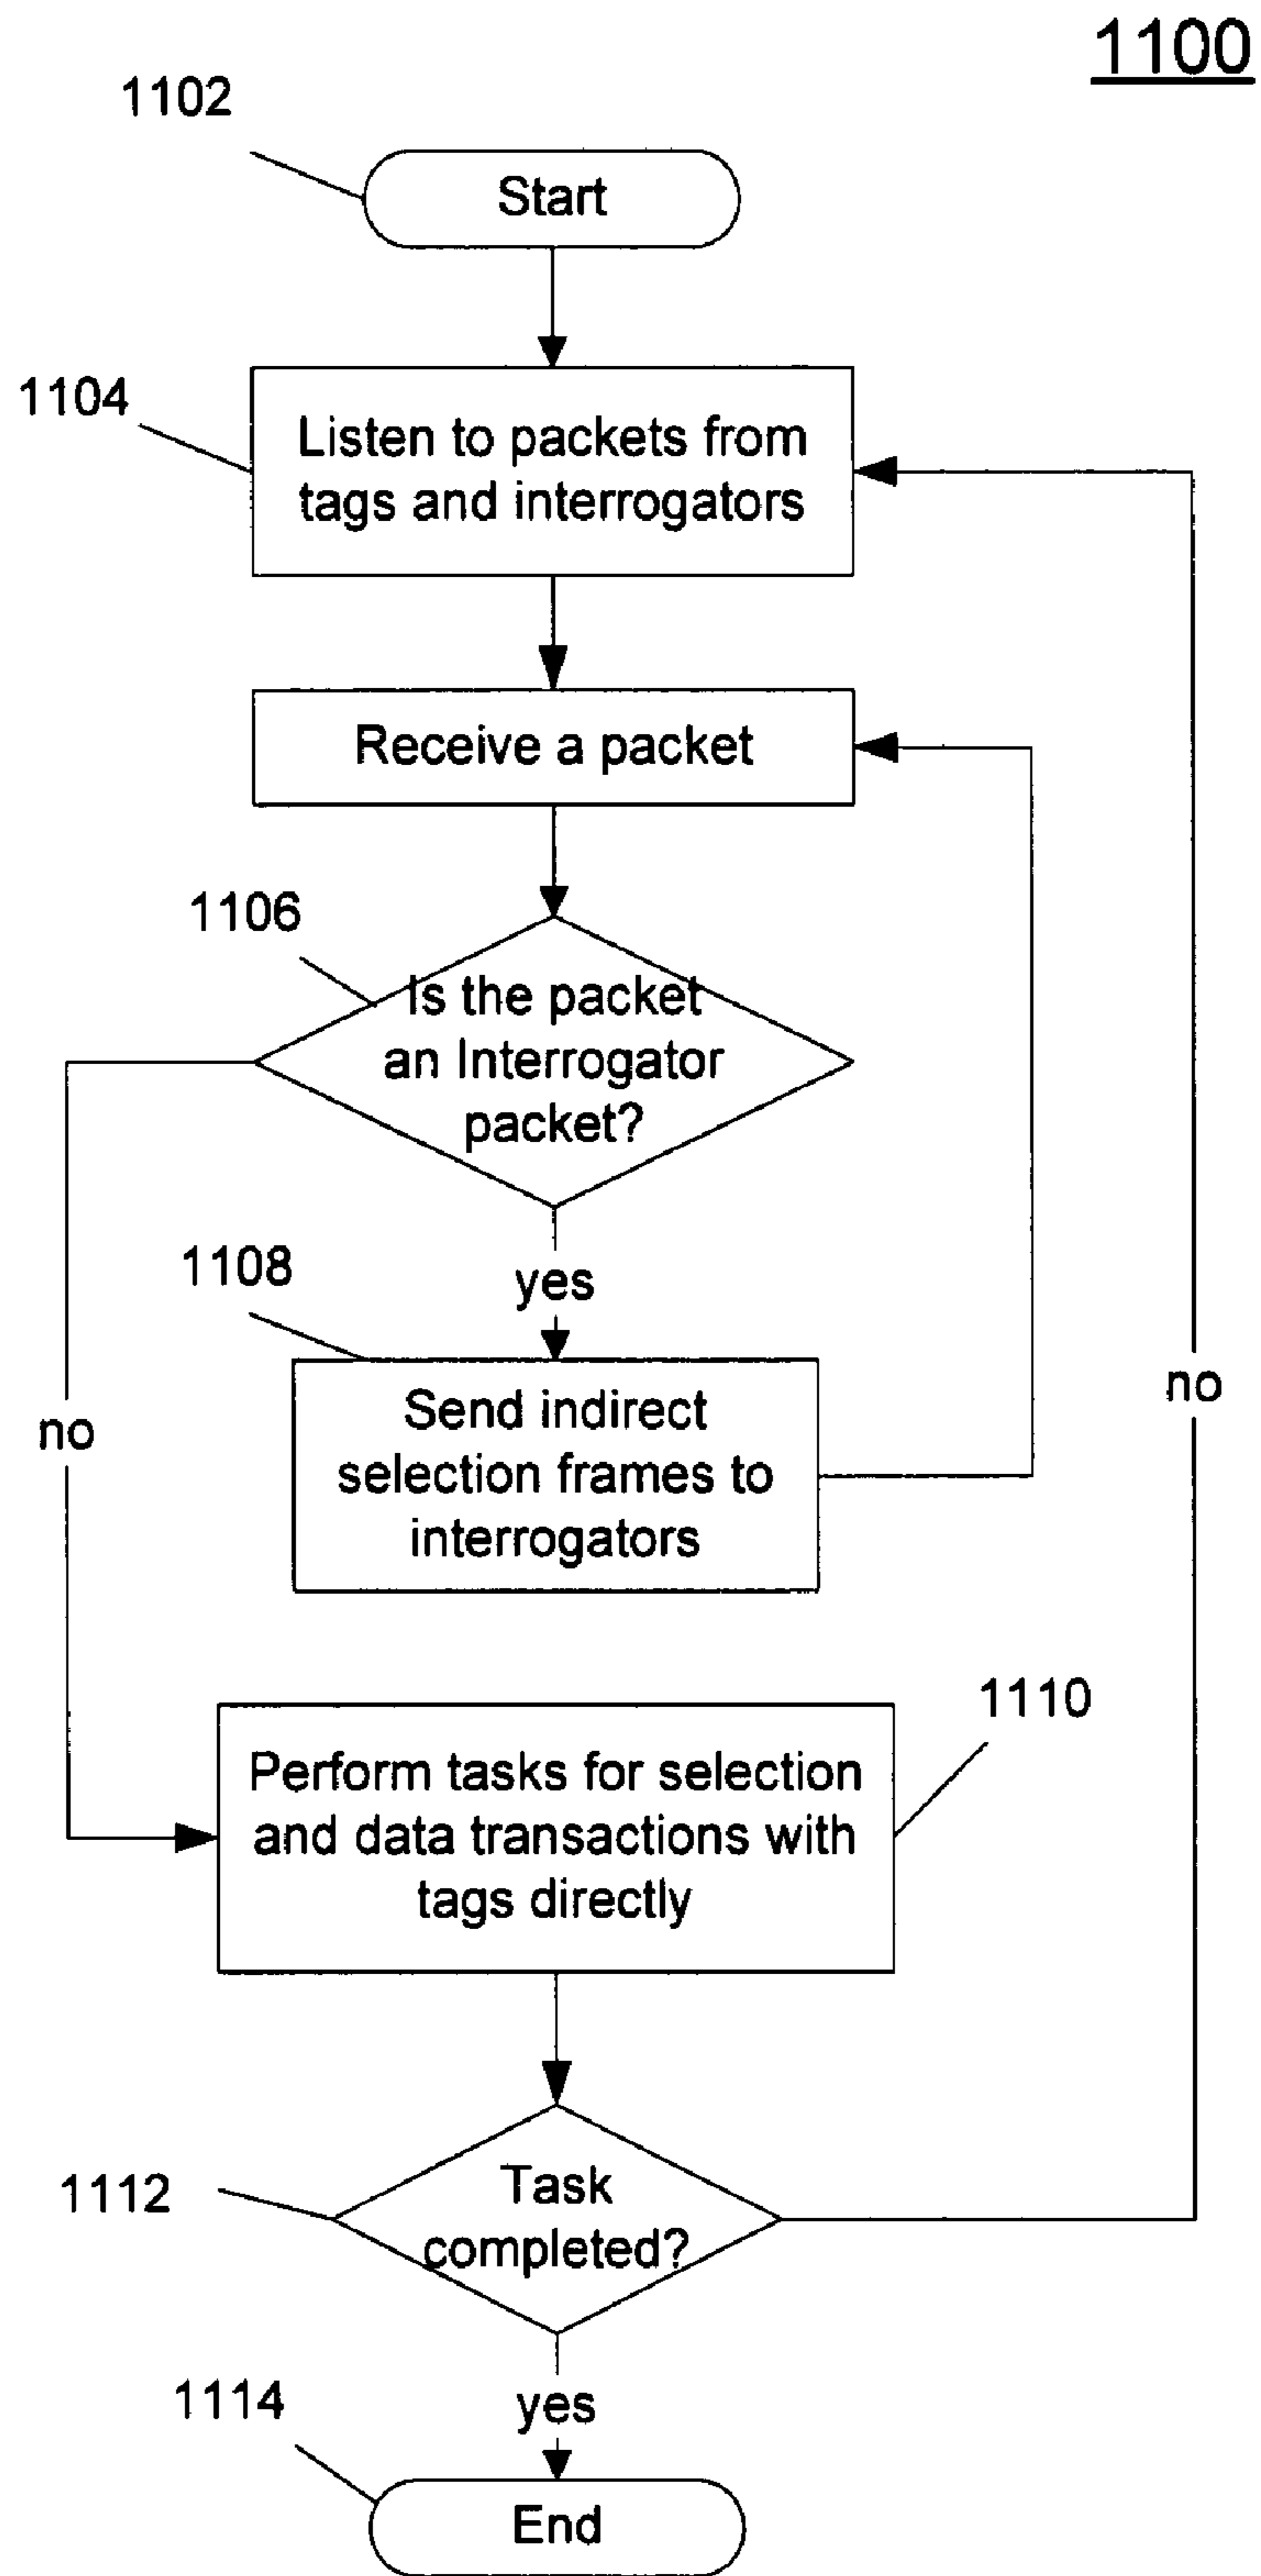 1100
1102
Start
1104
Listen to packets from
tags and interrogators
Receive a packet
1106
Is the packet
an Interrogator
packet?
yes
1108
Send indirect
selection frames to
interrogators
no
no
1110
Perform tasks for selection
and data transactions with
tags directly
1112
Task
completed?
yes
1114
End